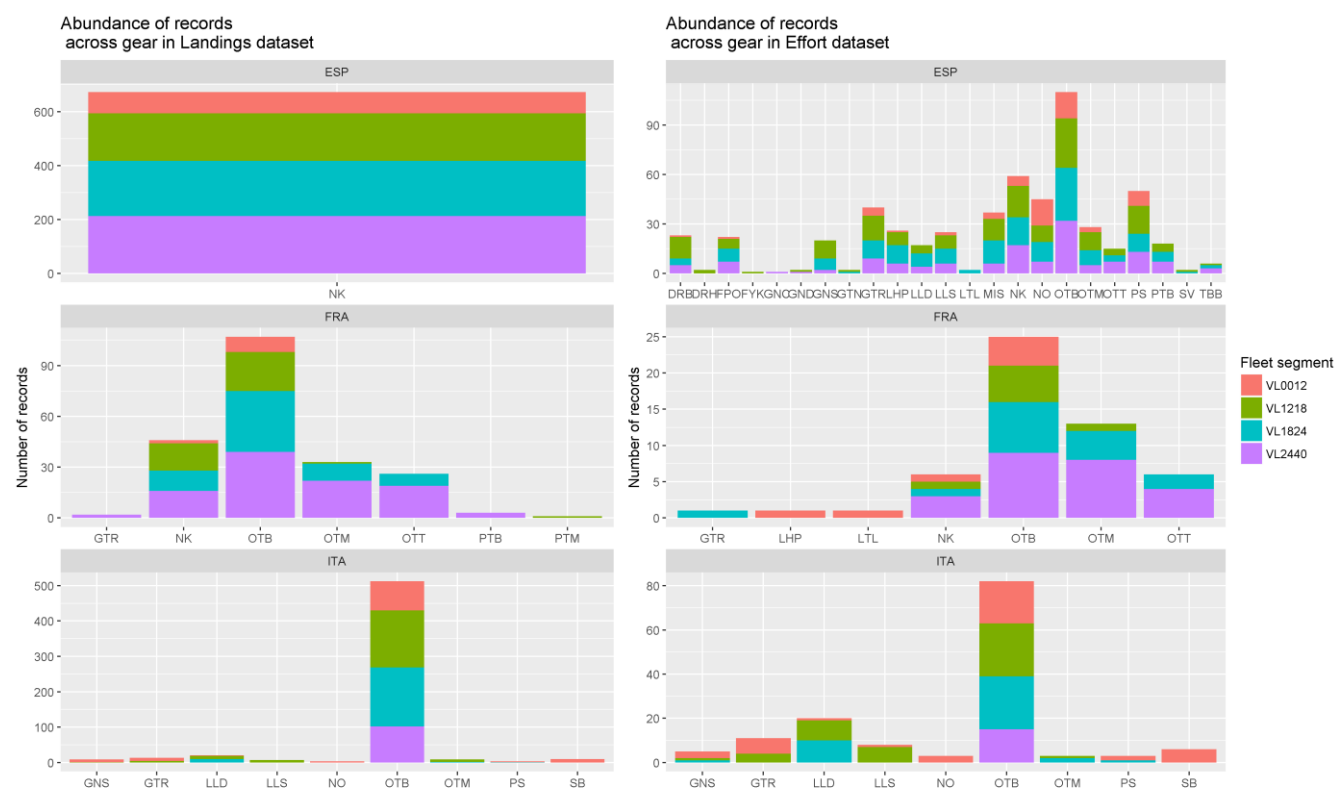 Abundance of records
across gear in Landings dataset
ESP
600
400
200
0
NK
FRA
90
60
30
0
GTR NK OTB OTM OTT PTB PTM
ITA
500
400
300
200
100
0
GNS GTR LLD LLS NO OTB OTM PS SB
Number of records
Abundance of records
across gear in Effort dataset
ESP
90
60
30
0
DRB DRH FPO FYK GNC GND GNS GTN GTR LHP LLD LLS LTL MIS NK NO OTB OTM OTT PS PTB SV TBB
FRA
25
20
15
10
5
0
GTR LHP LTL NK OTB OTM OTT
ITA
80
60
40
20
0
GNS GTR LLD LLS NO OTB OTM PS SB
Number of records
Fleet segment
VL0012
VL1218
VL1824
VL2440